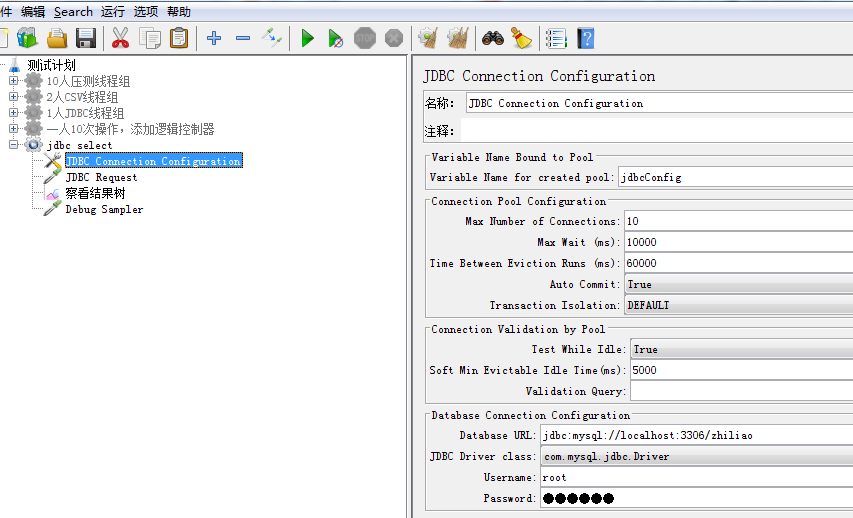 件 编辑 Search 运行 选项 帮助
测试计划
10人压测线程组
2人CSV线程组
1人JDBC线程组
一人10次操作，添加逻辑控制器
jdbc select
JDBC Connection Configuration
JDBC Request
察看结果树
Debug Sampler
JDBC Connection Configuration
名称： JDBC Connection Configuration
注释：
Variable Name Bound to Pool
Variable Name for created pool: jdbcConfig
Connection Pool Configuration
Max Number of Connections: 10
Max Wait (ms): 10000
Time Between Eviction Runs (ms): 60000
Auto Commit: True
Transaction Isolation: DEFAULT
Connection Validation by Pool
Test While Idle: True
Soft Min Evictable Idle Time(ms): 5000
Validation Query:
Database Connection Configuration
Database URL: jdbc:mysql://localhost:3306/zhiliao
JDBC Driver class: com.mysql.jdbc.Driver
Username: root
Password: ●●●●●●